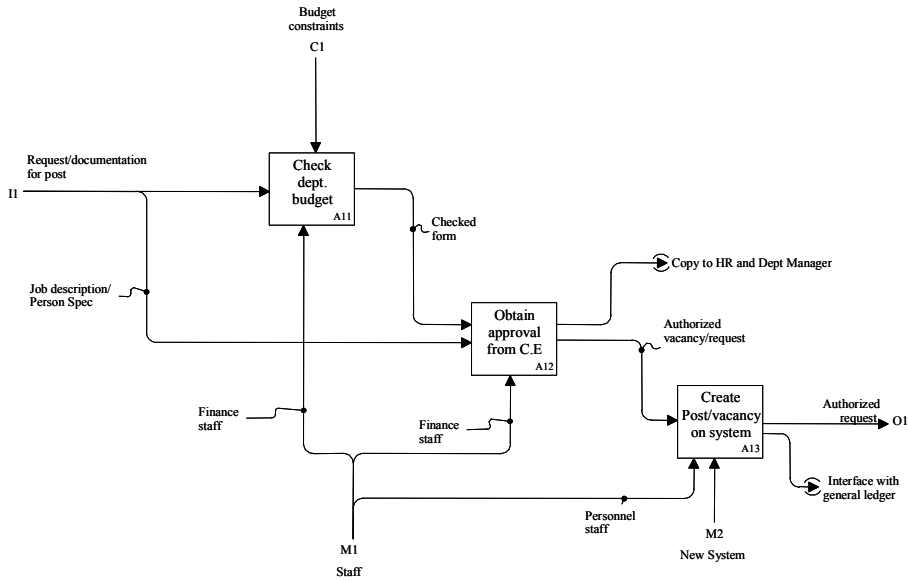 Budget
constraints
C1
Request/documentation
for post
I1
Check
dept.
budget
A11
Checked
form
Copy to HR and Dept Manager
Job description/
Person Spec
Obtain
approval
from C.E
A12
Authorized
vacancy/request
Create
Post/vacancy
on system
A13
Authorized
request
O1
Finance
staff
Finance
staff
Interface with
general ledger
Personnel
staff
M1
Staff
M2
New System